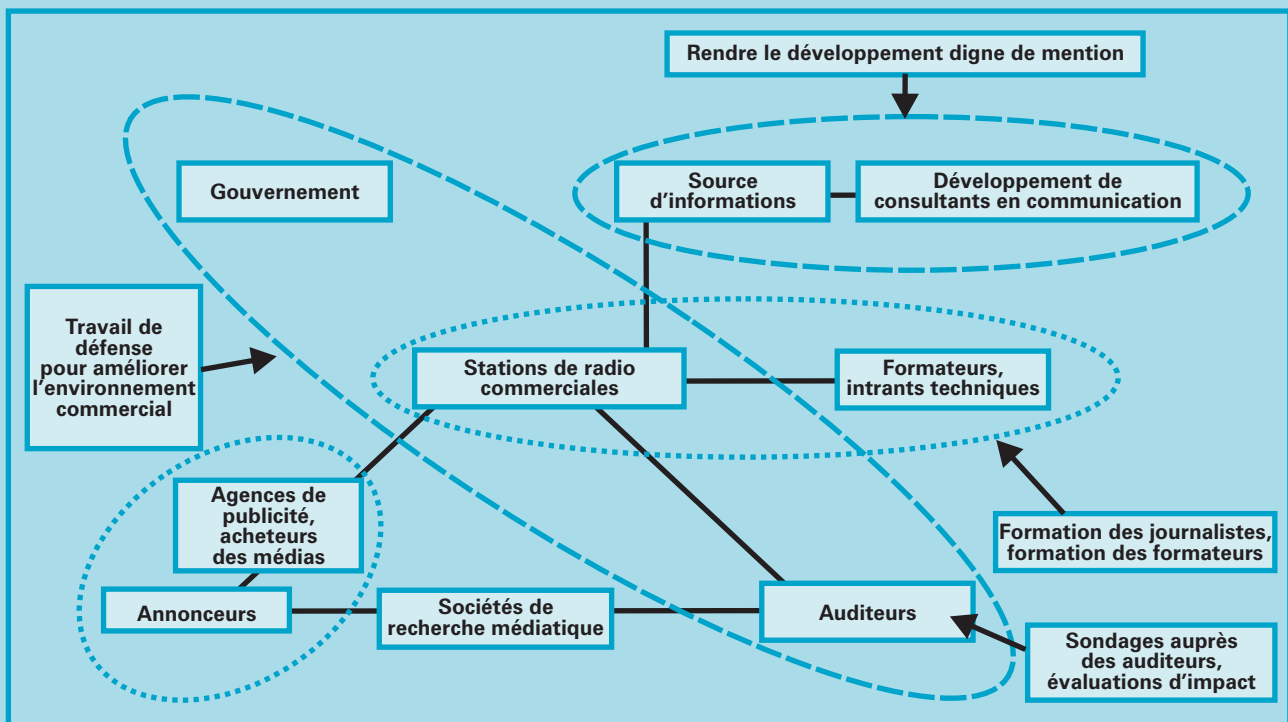 Rendre le développement digne de mention
Gouvernement
Source
d'informations
Développement de
consultants en communication
Travail de
défense
pour améliorer
l'environnement
commercial
Stations de radio
commerciales
Formateurs,
intrants techniques
Agences de
publicité,
acheteurs
des médias
Formation des journalistes,
formation des formateurs
Annonceurs
Sociétés de
recherche médiatique
Auditeurs
Sondages auprès
des auditeurs,
évaluations d'impact